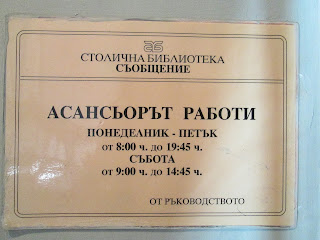 СТОЛИЧНА БИБЛИОТЕКА
СЪОБЩЕНИЕ
АСАНСЬОРЪТ РАБОТИ
ПОНЕДЕЛНИК - ПЕТЪК
от 8:00 ч. до 19:45 ч.
СЪБОТА
от 9:00 ч. до 14:45 ч.
ОТ РЪКОВОДСТВОТО